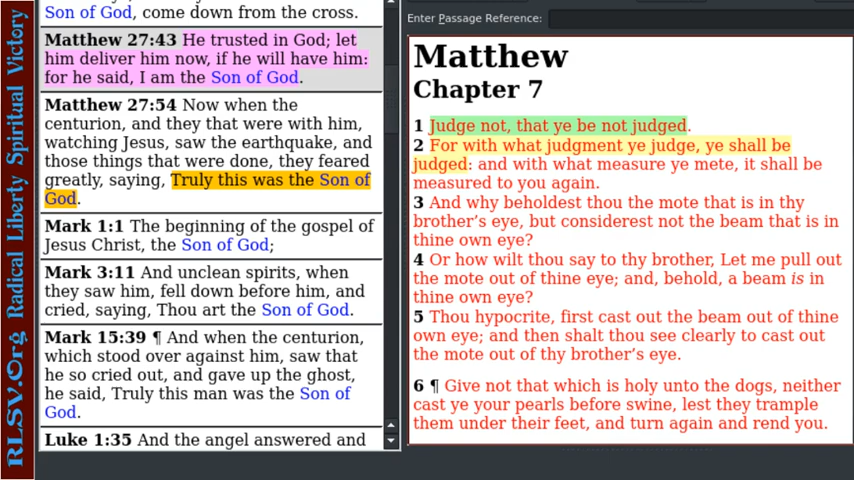 RLSV.Org Radical Liberty Spiritual Victory
Son of God, come down from the cross.
Matthew 27:43 He trusted in God; let
him deliver him now, if he will have him:
for he said, I am the Son of God.
Matthew 27:54 Now when the
centurion, and they that were with him,
watching Jesus, saw the earthquake, and
those things that were done, they feared
greatly, saying, Truly this was the Son of
God.
Mark 1:1 The beginning of the gospel of
Jesus Christ, the Son of God;
Mark 3:11 And unclean spirits, when
they saw him, fell down before him, and
cried, saying, Thou art the Son of God.
Mark 15:39 ¶ And when the centurion,
which stood over against him, saw that
he so cried out, and gave up the ghost,
he said, Truly this man was the Son of
God.
Luke 1:35 And the angel answered and
Enter Passage Reference:
Matthew
Chapter 7
1 Judge not, that ye be not judged.
2 For with what judgment ye judge, ye shall be
judged: and with what measure ye mete, it shall be
measured to you again.
3 And why beholdest thou the mote that is in thy
brother’s eye, but considerest not the beam that is in
thine own eye?
4 Or how wilt thou say to thy brother, Let me pull out
the mote out of thine eye; and, behold, a beam is in
thine own eye?
5 Thou hypocrite, first cast out the beam out of thine
own eye; and then shalt thou see clearly to cast out
the mote out of thy brother’s eye.
6 ¶ Give not that which is holy unto the dogs, neither
cast ye your pearls before swine, lest they trample
them under their feet, and turn again and rend you.